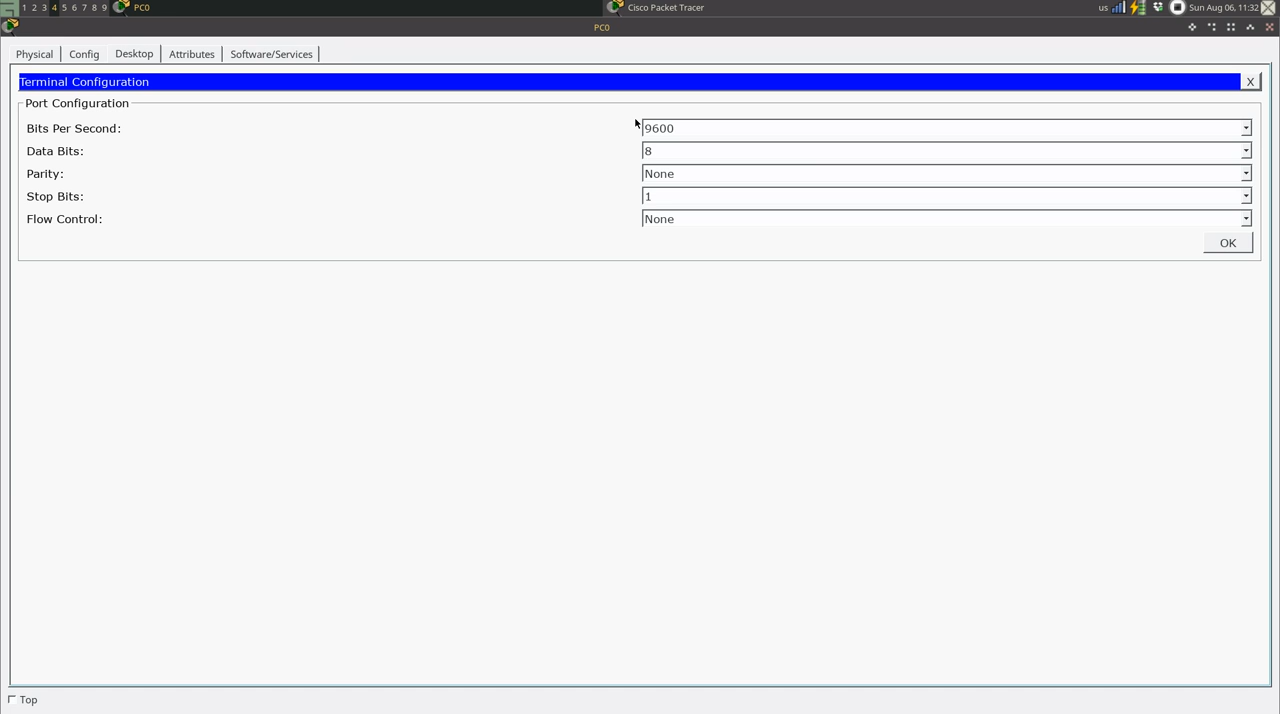 1 2 3 4 5 6 7 8 9 PC0 Cisco Packet Tracer us Sun Aug 06, 11:32
PC0
Physical Config Desktop Attributes Software/Services
Terminal Configuration X
Port Configuration
Bits Per Second: 9600
Data Bits: 8
Parity: None
Stop Bits: 1
Flow Control: None
OK
Top